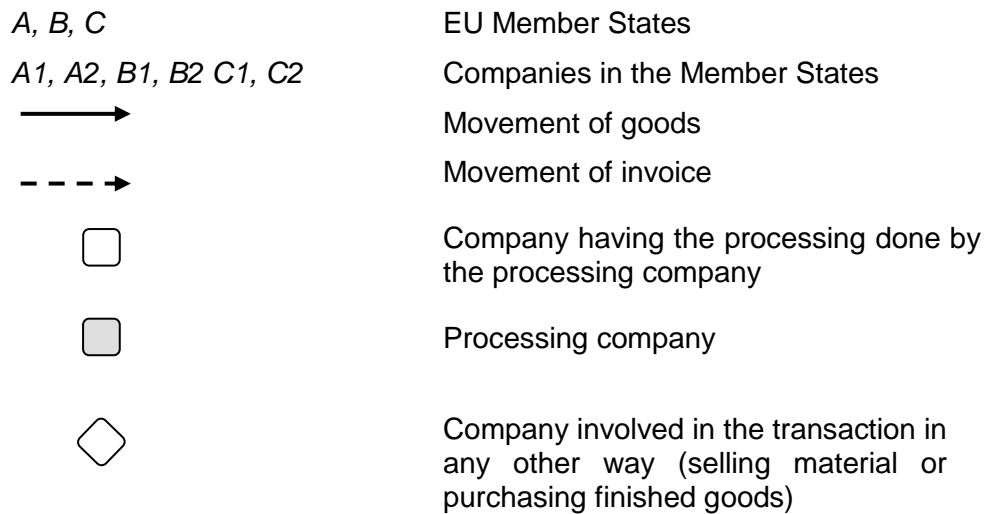 A, B, C EU Member States
A1, A2, B1, B2 C1, C2 Companies in the Member States
Movement of goods
Movement of invoice
Company having the processing done by
the processing company
Processing company
Company involved in the transaction in
any other way (selling material or
purchasing finished goods)